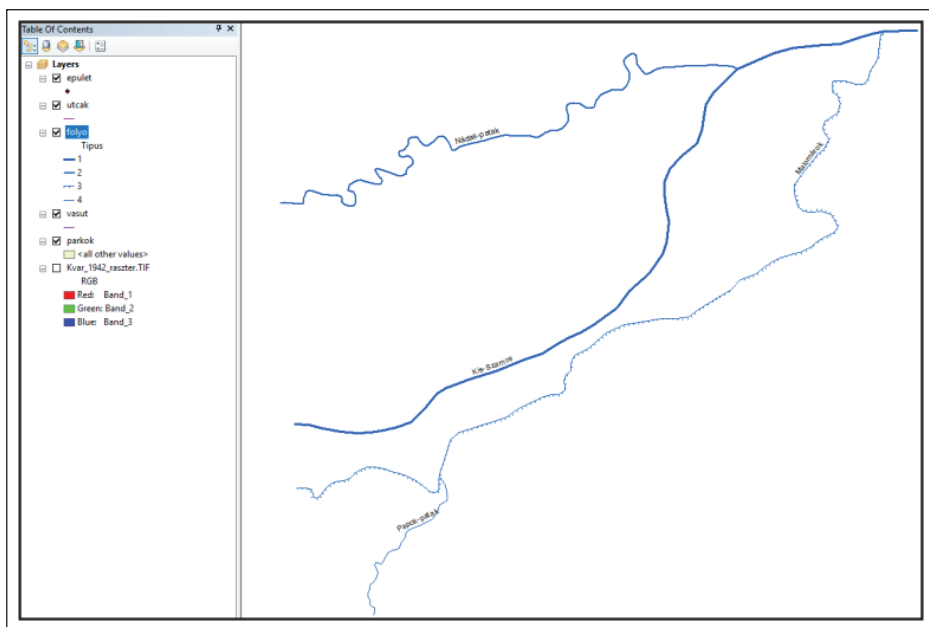 Table Of Contents
Layers
epulet
utcak
folyo
Tipus
1
2
3
4
vasut
parkok
<all other values>
Kvar_1942_raszter.TIF
RGB
Red: Band_1
Green: Band_2
Blue: Band_3
Nádas-patak
Malomárok
Kis-Szamos
Papok-patak